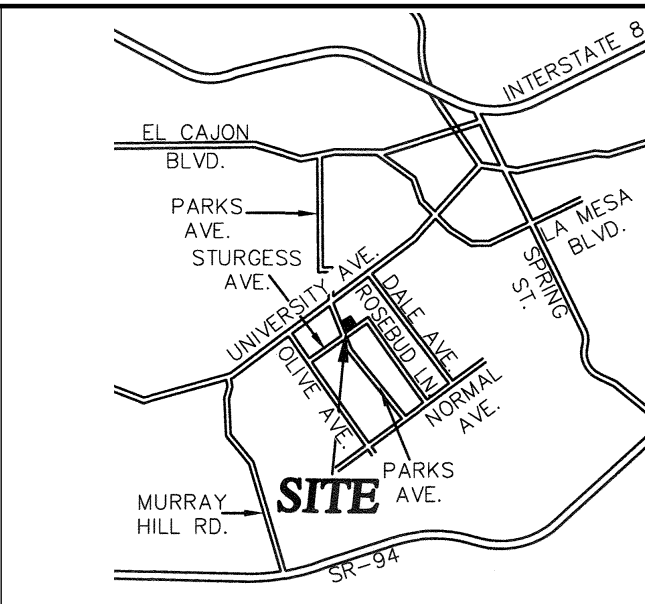 INTERSTATE 8
EL CAJON
BLVD.
PARKS
AVE.
LA MESA
BLVD.
STURGESS
AVE.
SPRING
ST.
UNIVERSITY AVE.
DALE AVE.
ROSEBUD LN
OLIVE AVE.
NORMAL
AVE.
SITE
PARKS
AVE.
MURRAY
HILL RD.
SR-94